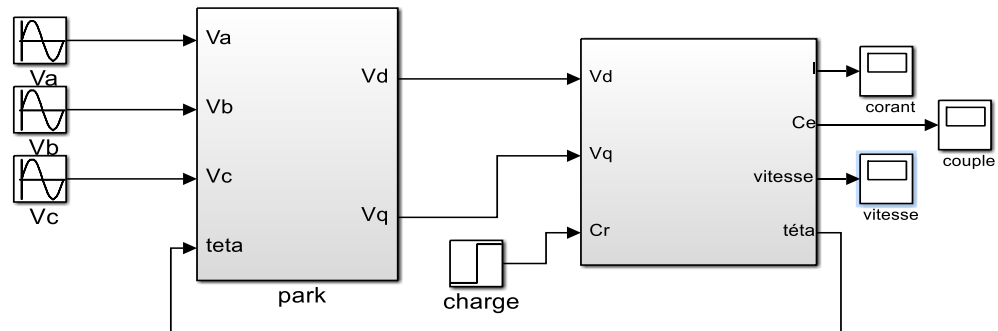 Va
Vb
Vc
Va
Vb
Vc
teta
Vd
Vq
park
charge
Vd
Vq
Cr
I
Ce
vitesse
téta
corant
couple
vitesse